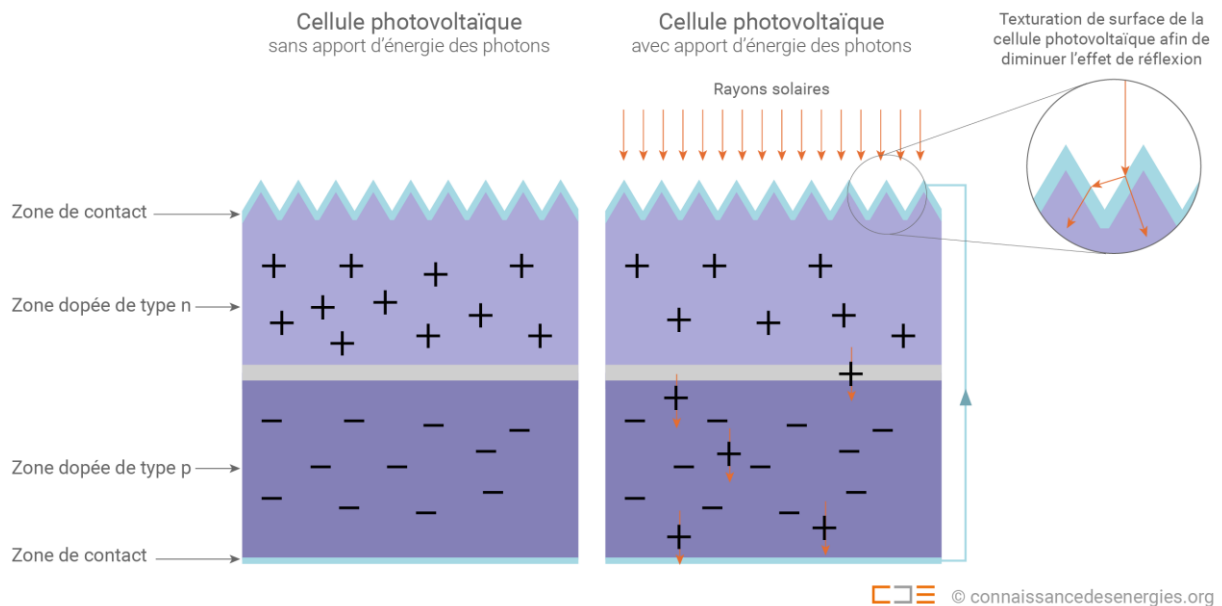 Cellule photovoltaïque
sans apport d’énergie des photons
Cellule photovoltaïque
avec apport d’énergie des photons
Texturation de surface de la
cellule photovoltaïque afin de
diminuer l’effet de réflexion
Rayons solaires
Zone de contact
Zone dopée de type n
Zone dopée de type p
Zone de contact
© connaissancedesenergies.org